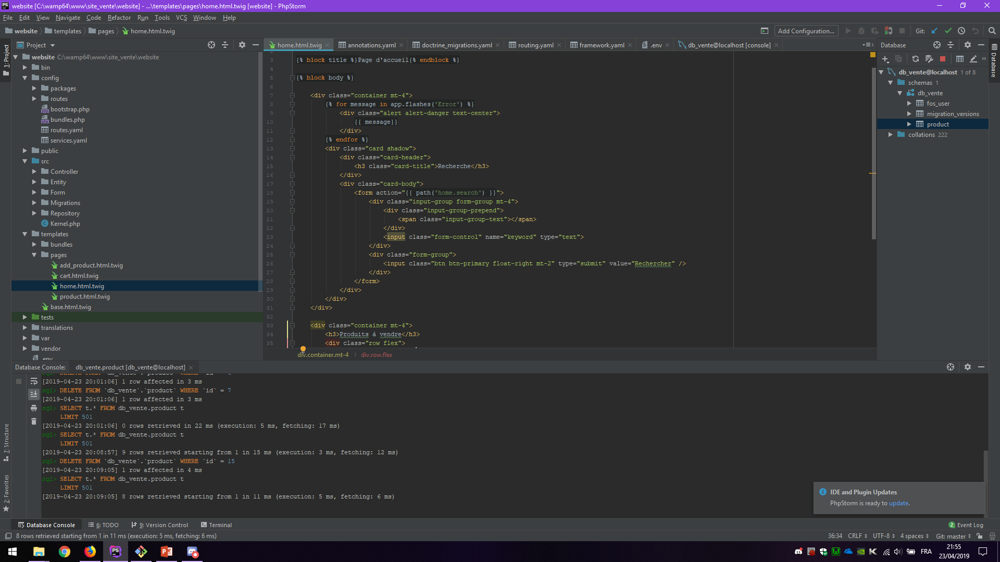 website [C:\wamp64\www\site_vente\website] - ...\templates\pages\home.html.twig [website] - PhpStorm
File Edit View Navigate Code Refactor Run Tools VCS Window Help
website templates pages home.html.twig
Add Configuration...
Git:
1: Project
Project
home.html.twig
annotations.yaml
doctrine_migrations.yaml
routing.yaml
framework.yaml
.env
db_vente@localhost [console]
3
Database
website C:\wamp64\www\site_vente\website
bin
config
packages
routes
bootstrap.php
bundles.php
routes.yaml
services.yaml
public
src
Controller
Entity
Form
Migrations
Repository
Kernel.php
templates
bundles
pages
add_product.html.twig
cart.html.twig
home.html.twig
product.html.twig
base.html.twig
tests
translations
var
vendor
.env
3 {% block title %}Page d'accueil{% endblock %}
4
5 {% block body %}
6
7 <div class="container mt-4">
8 {% for message in app.flashes('Error') %}
9 <div class="alert alert-danger text-center">
10 {{ message}}
11 </div>
12 {% endfor %}
13 <div class="card shadow">
14 <div class="card-header">
15 <h3 class="card-title">Recherche</h3>
16 </div>
17 <div class="card-body">
18 <form action="{{ path('home.search') }}">
19 <div class="input-group form-group mt-4">
20 <div class="input-group-prepend">
21 <span class="input-group-text"></span>
22 </div>
23 <input class="form-control" name="keyword" type="text">
24 </div>
25 <div class="form-group">
26 <input class="btn btn-primary float-right mt-2" type="submit" value="Rechercher" />
27 </div>
28 </form>
29 </div>
30 </div>
31 </div>
32
33 <div class="container mt-4">
34 <h3>Produits à vendre</h3>
35 <div class="row flex">
div.container.mt-4 div.row.flex
db_vente@localhost 1 of 8
schemas 1
db_vente
fos_user
migration_versions
product
collations 222
Database
Database Console: db_vente.product [db_vente@localhost]
[2019-04-23 20:01:06] 1 row affected in 3 ms
sql> DELETE FROM `db_vente`.`product` WHERE `id` = 7
[2019-04-23 20:01:06] 1 row affected in 3 ms
sql> SELECT t.* FROM db_vente.product t
LIMIT 501
[2019-04-23 20:01:06] 0 rows retrieved in 22 ms (execution: 5 ms, fetching: 17 ms)
sql> SELECT t.* FROM db_vente.product t
LIMIT 501
[2019-04-23 20:08:57] 9 rows retrieved starting from 1 in 15 ms (execution: 3 ms, fetching: 12 ms)
sql> DELETE FROM `db_vente`.`product` WHERE `id` = 15
[2019-04-23 20:09:05] 1 row affected in 4 ms
sql> SELECT t.* FROM db_vente.product t
LIMIT 501
[2019-04-23 20:09:05] 8 rows retrieved starting from 1 in 11 ms (execution: 5 ms, fetching: 6 ms)
7: Structure
2: Favorites
IDE and Plugin Updates
PhpStorm is ready to update.
Database Console
6: TODO
9: Version Control
Terminal
2 Event Log
8 rows retrieved starting from 1 in 11 ms (execution: 5 ms, fetching: 6 ms)
36:34 CRLF UTF-8 4 spaces Git: master
FRA
21:55
23/04/2019